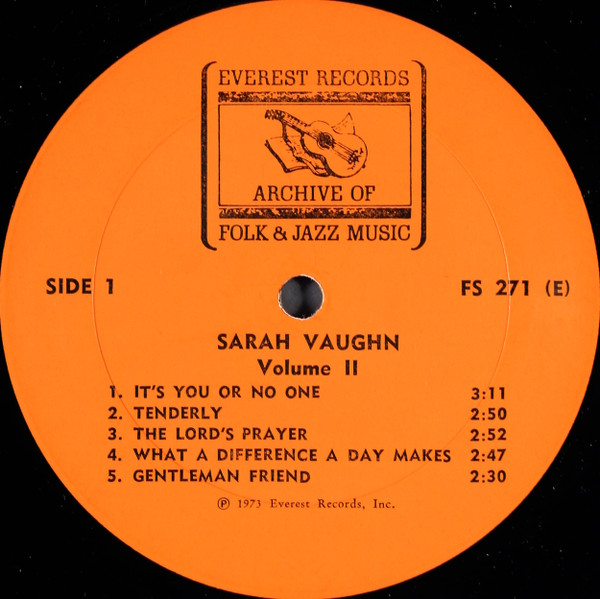 EVEREST RECORDS
ARCHIVE OF
FOLK & JAZZ MUSIC
SIDE 1
FS 271 (E)
SARAH VAUGHN
Volume II
1. IT'S YOU OR NO ONE 3:11
2. TENDERLY 2:50
3. THE LORD'S PRAYER 2:52
4. WHAT A DIFFERENCE A DAY MAKES 2:47
5. GENTLEMAN FRIEND 2:30
℗ 1973 Everest Records, Inc.